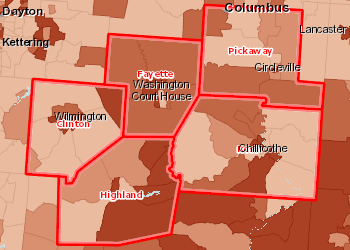 Columbus
Dayton
Lancaster
Kettering
Pickaway
Circleville
Fayette
Washington
Court House
Wilmington
Clinton
Chillicothe
Highland